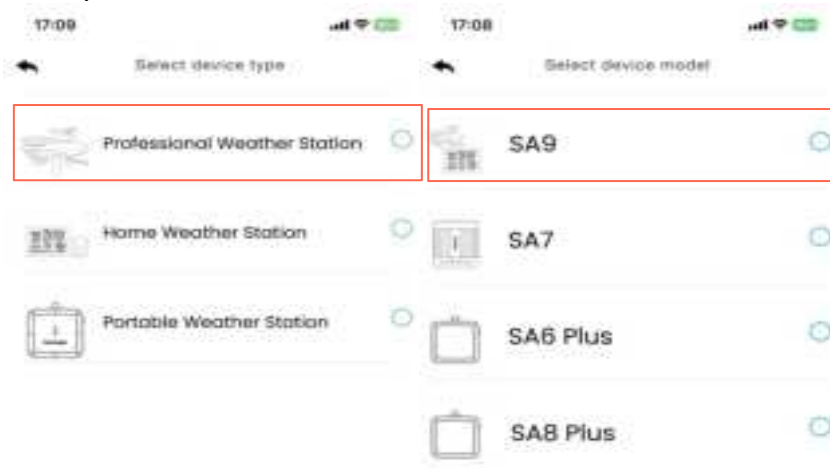 17:09
Select device type
Professional Weather Station
Home Weather Station
Portable Weather Station
17:08
Select device model
SA9
SA7
SA6 Plus
SA8 Plus